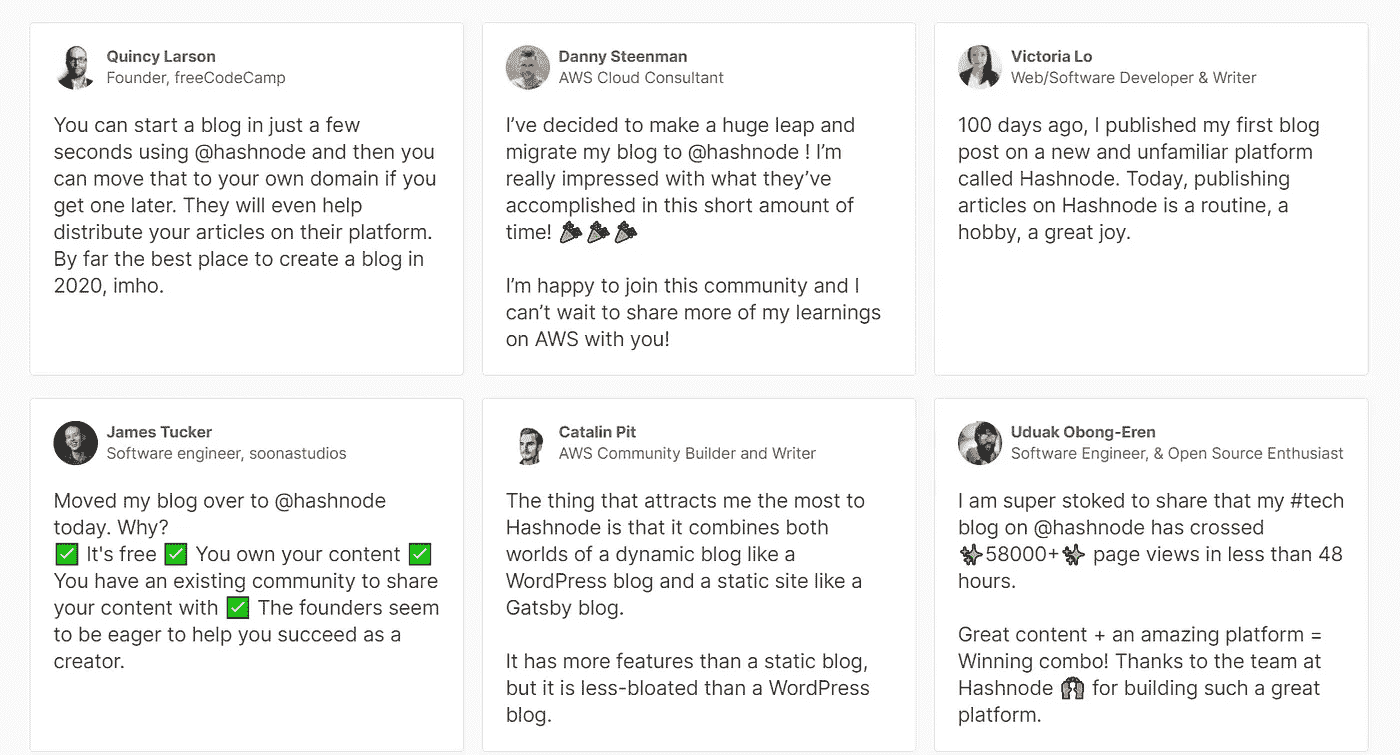 Quincy Larson
Founder, freeCodeCamp
You can start a blog in just a few
seconds using @hashnode and then you
can move that to your own domain if you
get one later. They will even help
distribute your articles on their platform.
By far the best place to create a blog in
2020, imho.
Danny Steenman
AWS Cloud Consultant
I’ve decided to make a huge leap and
migrate my blog to @hashnode ! I’m
really impressed with what they’ve
accomplished in this short amount of
time! 🎉🎉🎉
I’m happy to join this community and I
can’t wait to share more of my learnings
on AWS with you!
Victoria Lo
Web/Software Developer & Writer
100 days ago, I published my first blog
post on a new and unfamiliar platform
called Hashnode. Today, publishing
articles on Hashnode is a routine, a
hobby, a great joy.
James Tucker
Software engineer, soonastudios
Moved my blog over to @hashnode
today. Why?
✅ It's free ✅ You own your content ✅
You have an existing community to share
your content with ✅ The founders seem
to be eager to help you succeed as a
creator.
Catalin Pit
AWS Community Builder and Writer
The thing that attracts me the most to
Hashnode is that it combines both
worlds of a dynamic blog like a
WordPress blog and a static site like a
Gatsby blog.
It has more features than a static blog,
but it is less-bloated than a WordPress
blog.
Uduak Obong-Eren
Software Engineer, & Open Source Enthusiast
I am super stoked to share that my #tech
blog on @hashnode has crossed
✨58000+✨ page views in less than 48
hours.
Great content + an amazing platform =
Winning combo! Thanks to the team at
Hashnode 🙌 for building such a great
platform.